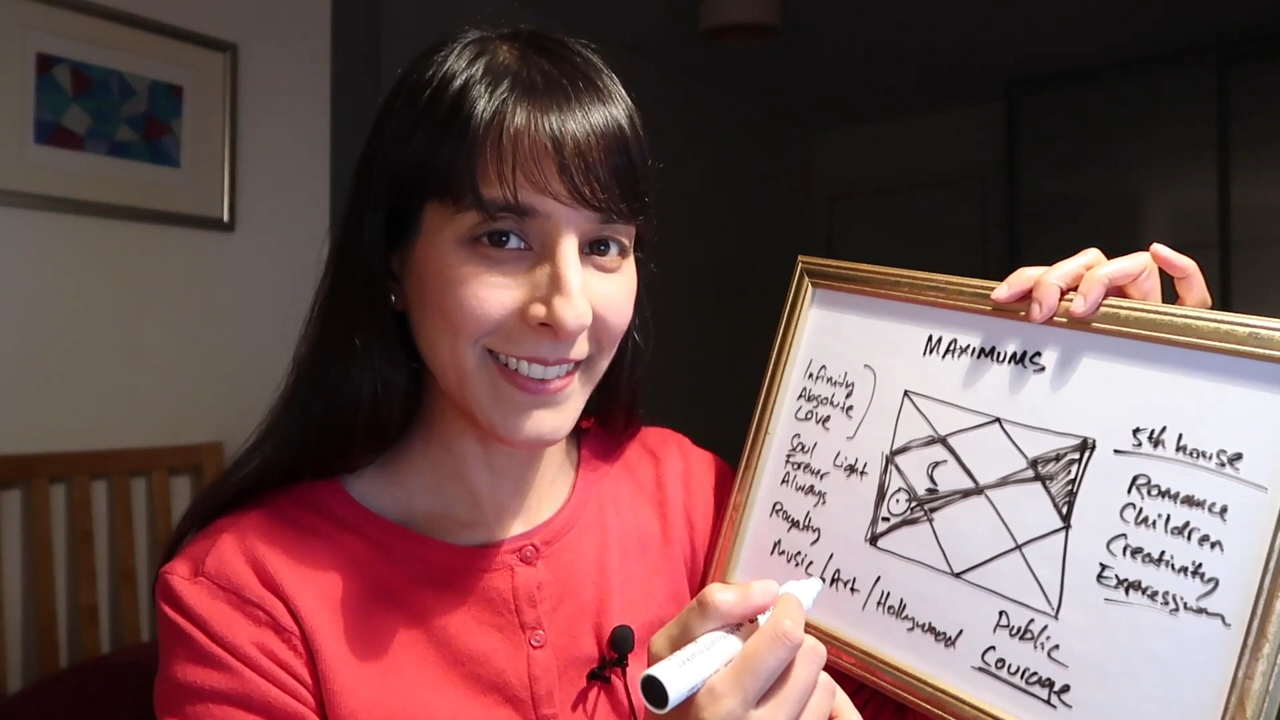 MAXIMUMS
Infinity
Absolute
Love
Soul Light
Forever
Always
Royalty
Music/Art/Hollywood
5th house
Romance
Children
Creativity
Expression
Public
Courage